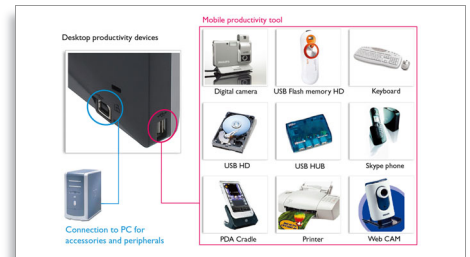 Mobile productivity tool
Desktop productivity devices
Digital camera
USB Flash memory HD
Keyboard
USB HD
USB HUB
Skype phone
Connection to PC for
accessories and peripherals
PDA Cradle
Printer
Web CAM